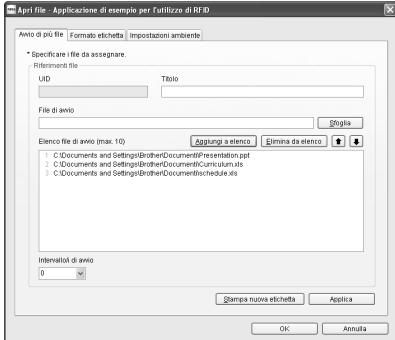 Apri file - Applicazione di esempio per l'utilizzo di RFID
Avvio di più file
Formato etichetta
Impostazioni ambiente
* Specificare i file da assegnare.
Riferimenti file
UID
Titolo
File di avvio
Sfoglia
Elenco file di avvio (max. 10)
Aggiungi a elenco
Elimina da elenco
1 C:\Documents and Settings\Brother\Documenti\Presentation.ppt
2 C:\Documents and Settings\Brother\Documenti\Curriculum.xls
3 C:\Documents and Settings\Brother\Documenti\schedule.xls
Intervallo/i di avvio
0
Stampa nuova etichetta
Applica
OK
Annulla